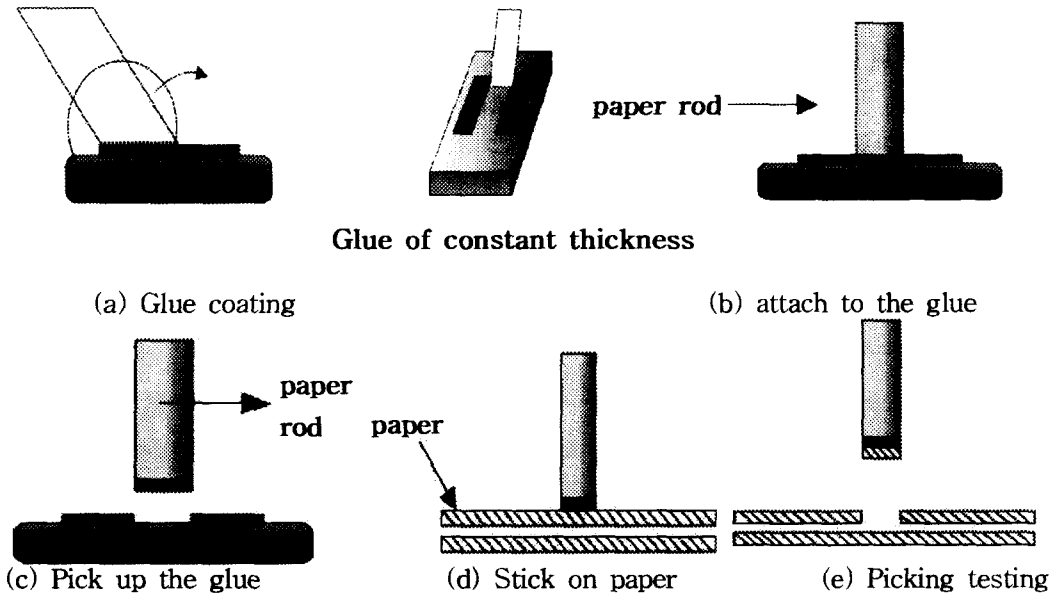 paper rod
Glue of constant thickness
(a) Glue coating
(b) attach to the glue
paper
rod
paper
(c) Pick up the glue
(d) Stick on paper
(e) Picking testing